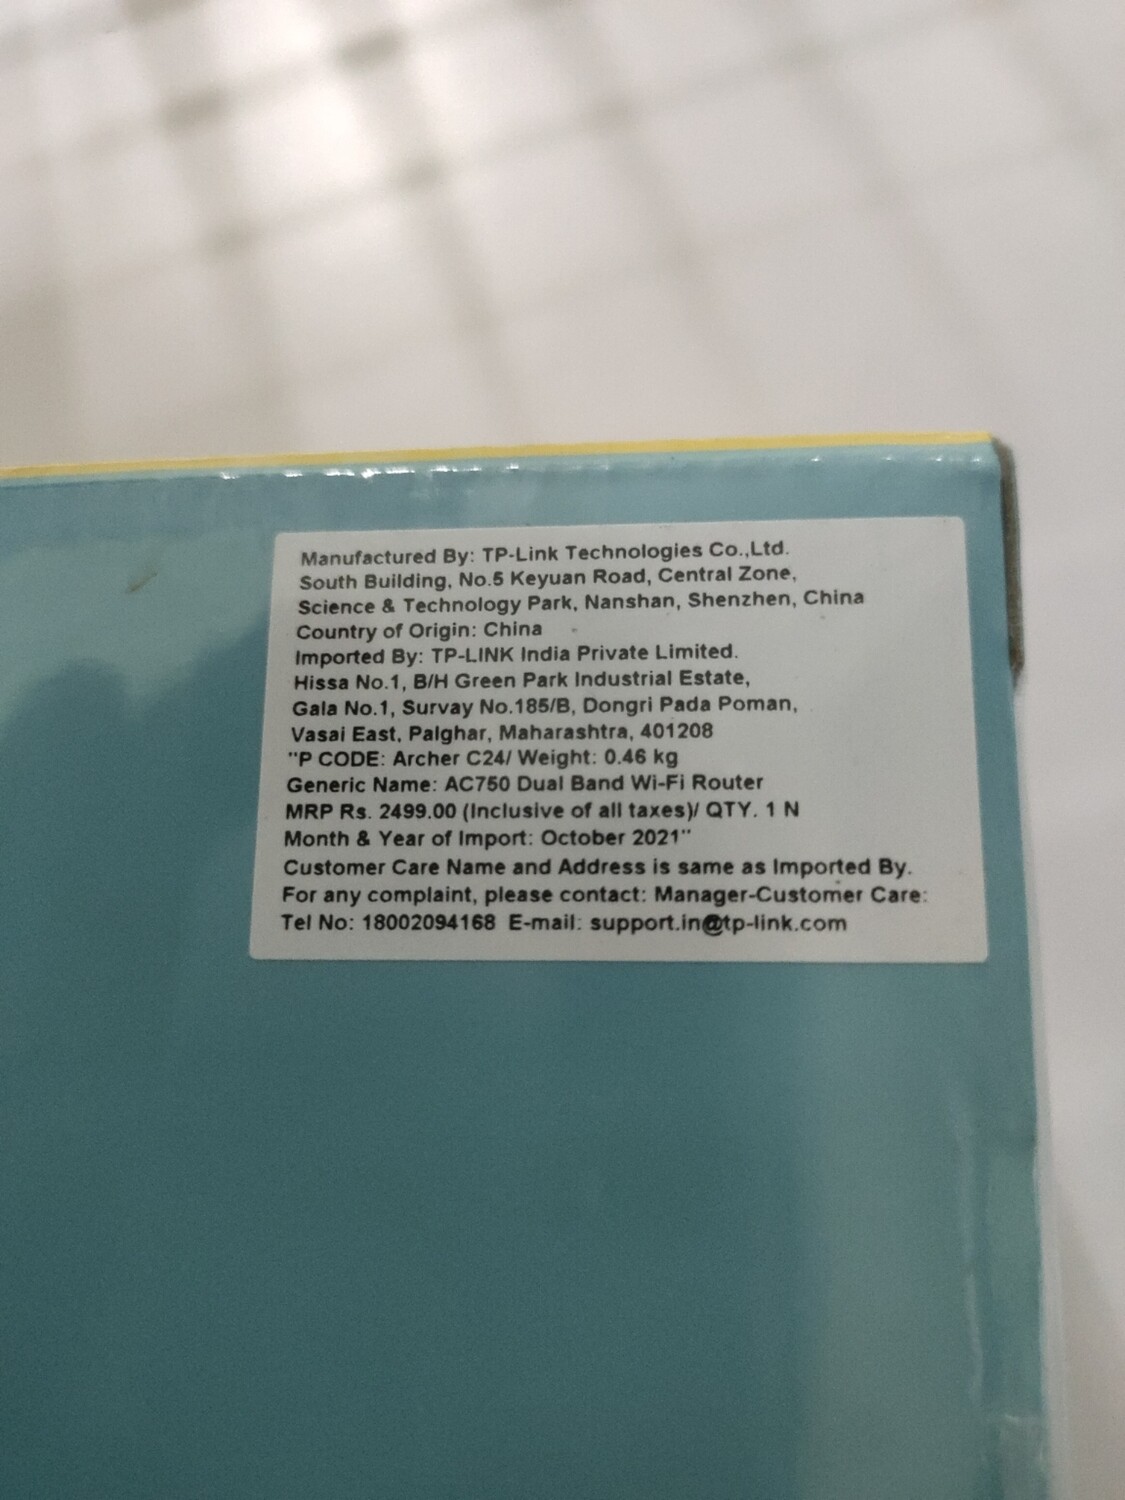 Manufactured By: TP-Link Technologies Co.,Ltd.
South Building, No.5 Keyuan Road, Central Zone,
Science & Technology Park, Nanshan, Shenzhen, China
Country of Origin: China
Imported By: TP-LINK India Private Limited.
Hissa No.1, B/H Green Park Industrial Estate,
Gala No.1, Survay No.185/B, Dongri Pada Poman,
Vasai East, Palghar, Maharashtra, 401208
"P CODE: Archer C24/ Weight: 0.46 kg
Generic Name: AC750 Dual Band Wi-Fi Router
MRP Rs. 2499.00 (Inclusive of all taxes)/ QTY. 1 N
Month & Year of Import: October 2021"
Customer Care Name and Address is same as Imported By.
For any complaint, please contact: Manager-Customer Care:
Tel No: 18002094168 E-mail: support.in@tp-link.com